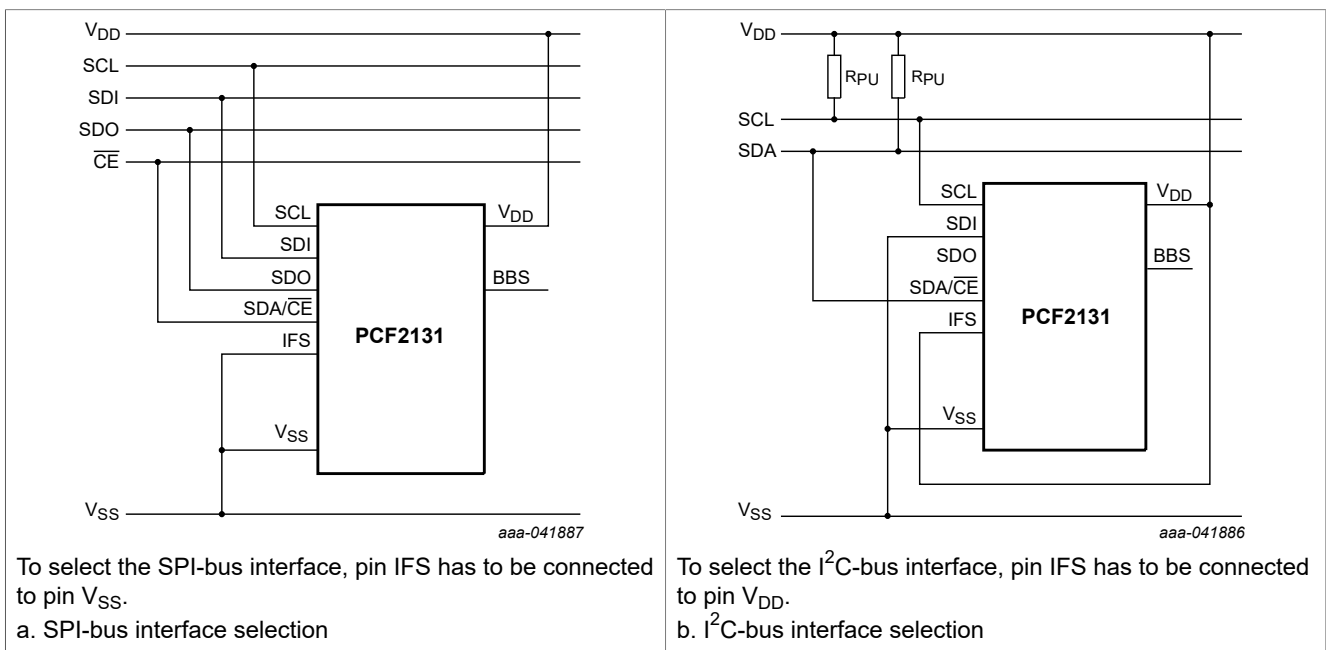 VDD
SCL
SDI
SDO
CE
SCL
SDI
SDO
SDA/CE
IFS
VSS
VDD
BBS
PCF2131
VSS
aaa-041887
To select the SPI-bus interface, pin IFS has to be connected
to pin VSS.
a. SPI-bus interface selection
VDD
RPU
RPU
SCL
SDA
SCL
SDI
SDO
SDA/CE
IFS
VSS
VDD
BBS
PCF2131
VSS
aaa-041886
To select the I²C-bus interface, pin IFS has to be connected
to pin VDD.
b. I²C-bus interface selection